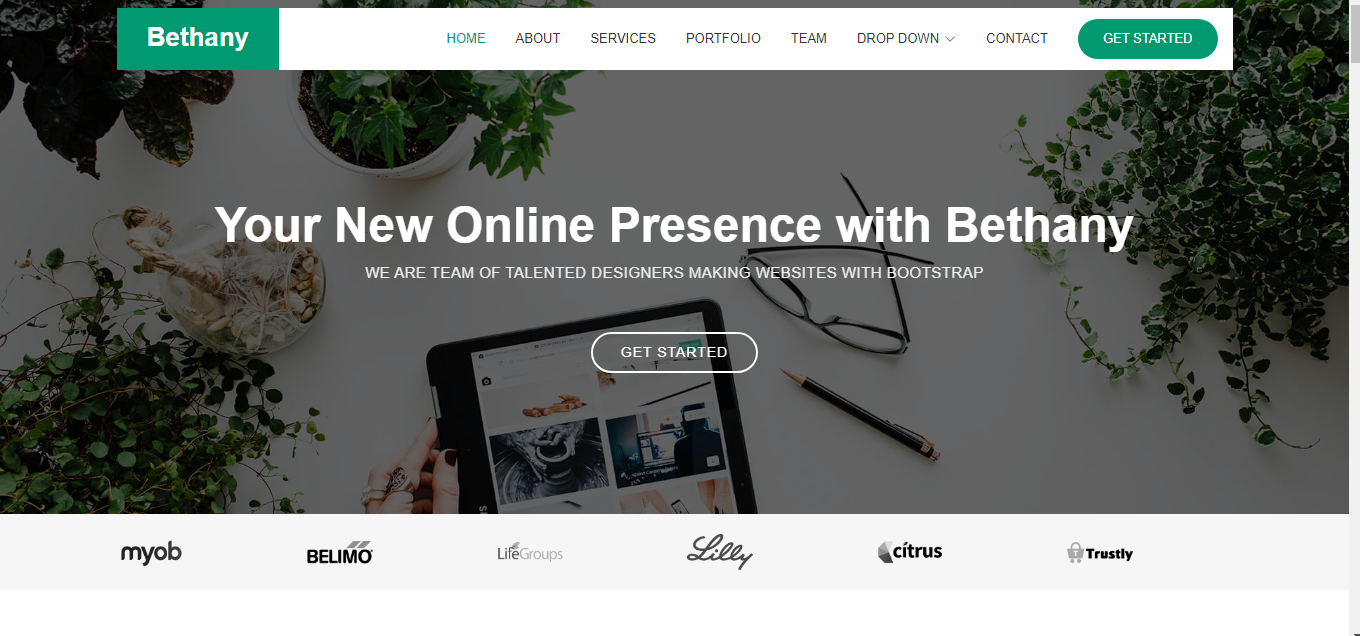 Bethany
HOME ABOUT SERVICES PORTFOLIO TEAM DROP DOWN CONTACT GET STARTED
Your New Online Presence with Bethany
WE ARE TEAM OF TALENTED DESIGNERS MAKING WEBSITES WITH BOOTSTRAP
GET STARTED
myob BELIMO LifeGroups Lilly citrus Trustly